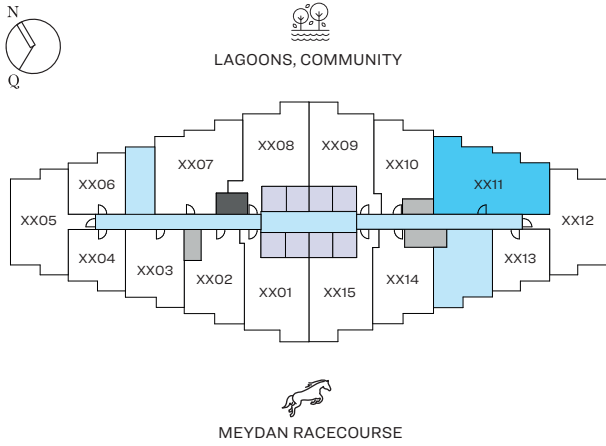 N
Q
LAGOONS, COMMUNITY
XX08 XX09
XX07 XX10
XX06 XX11
XX05 XX12
XX04 XX03 XX02 XX01 XX15 XX14 XX13
MEYDAN RACECOURSE